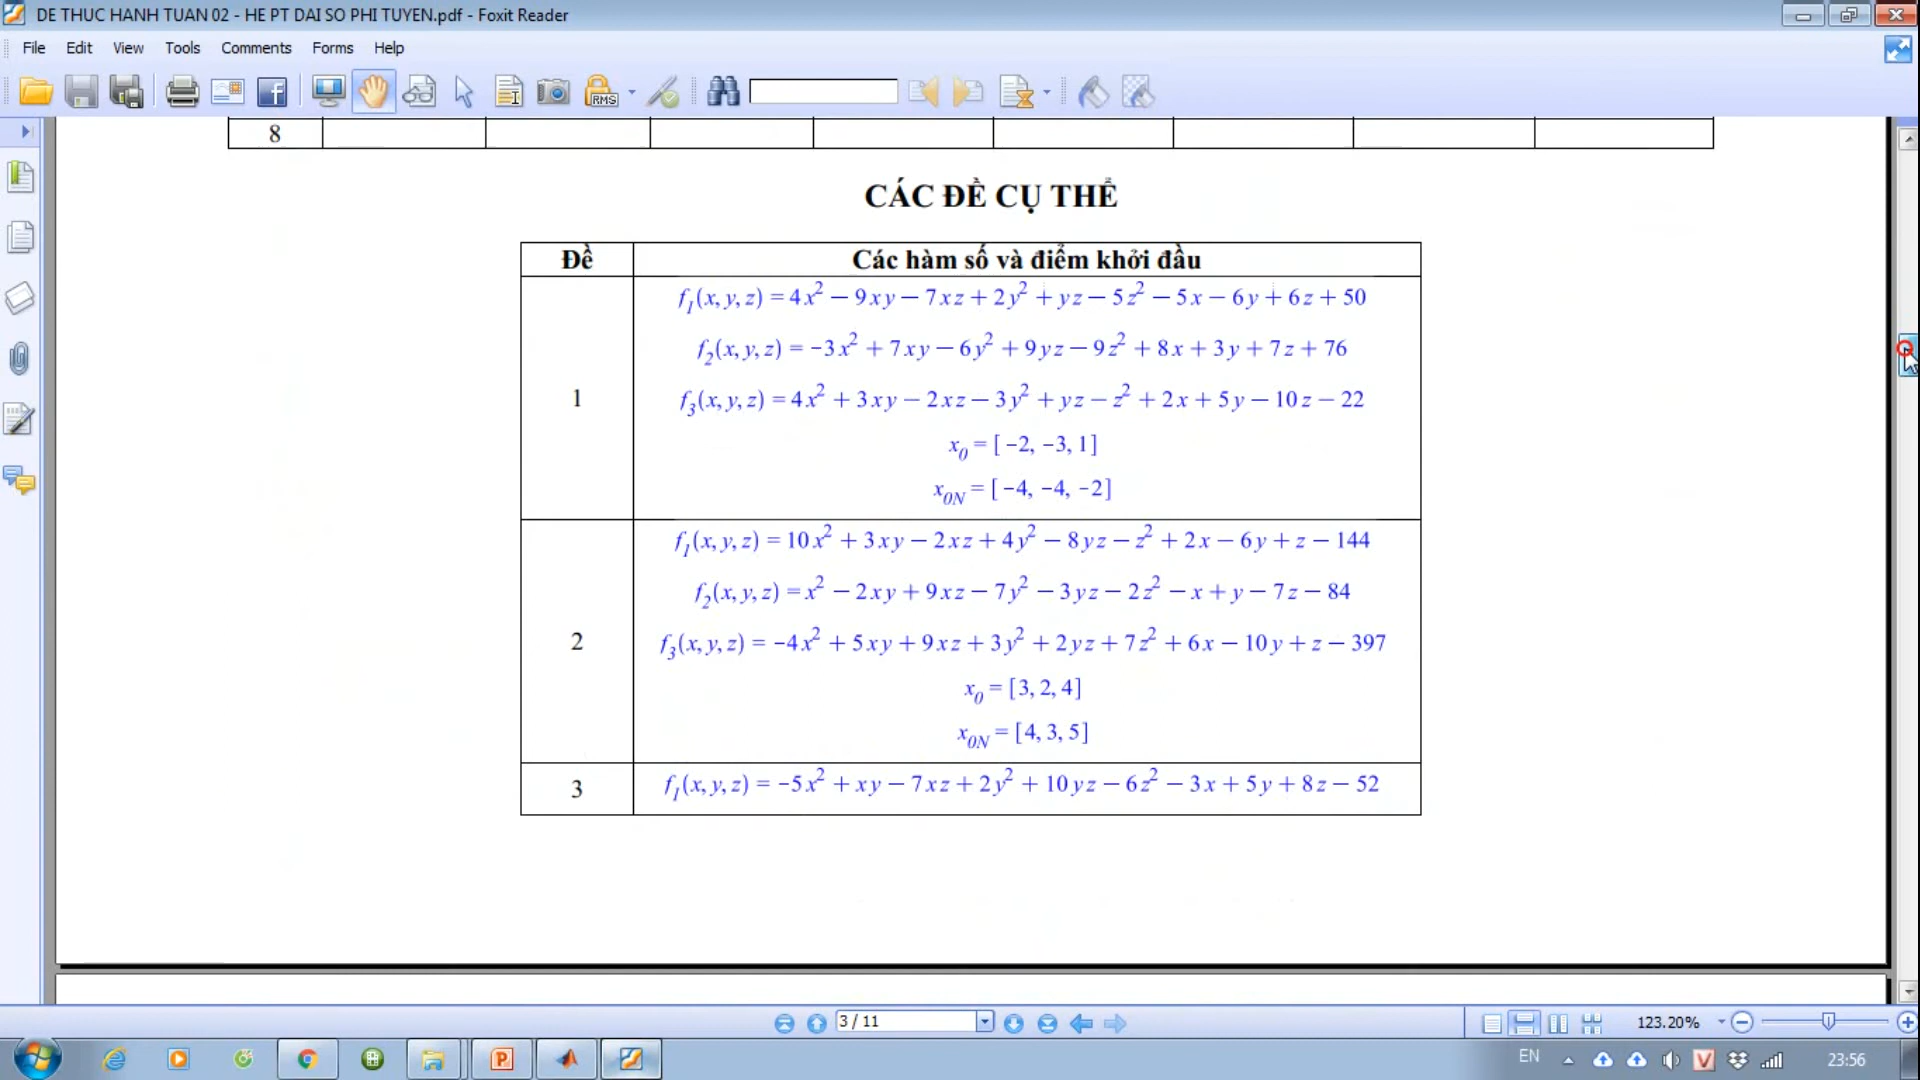 DE THUC HANH TUAN 02 - HE PT DAI SO PHI TUYEN.pdf - Foxit Reader
File Edit View Tools Comments Forms Help
RMS
8
CÁC ĐỀ CỤ THỂ
Đề Các hàm số và điểm khởi đầu
f₁(x, y, z) = 4x² − 9xy − 7xz + 2y² + yz − 5z² − 5x − 6y + 6z + 50
f₂(x, y, z) = −3x² + 7xy − 6y² + 9yz − 9z² + 8x + 3y + 7z + 76
1 f₃(x, y, z) = 4x² + 3xy − 2xz − 3y² + yz − z² + 2x + 5y − 10z − 22
x₀ = [−2, −3, 1]
x₀N = [−4, −4, −2]
f₁(x, y, z) = 10x² + 3xy − 2xz + 4y² − 8yz − z² + 2x − 6y + z − 144
f₂(x, y, z) = x² − 2xy + 9xz − 7y² − 3yz − 2z² − x + y − 7z − 84
2 f₃(x, y, z) = −4x² + 5xy + 9xz + 3y² + 2yz + 7z² + 6x − 10y + z − 397
x₀ = [3, 2, 4]
x₀N = [4, 3, 5]
3 f₁(x, y, z) = −5x² + xy − 7xz + 2y² + 10yz − 6z² − 3x + 5y + 8z − 52
3 / 11 123.20%
EN 23:56